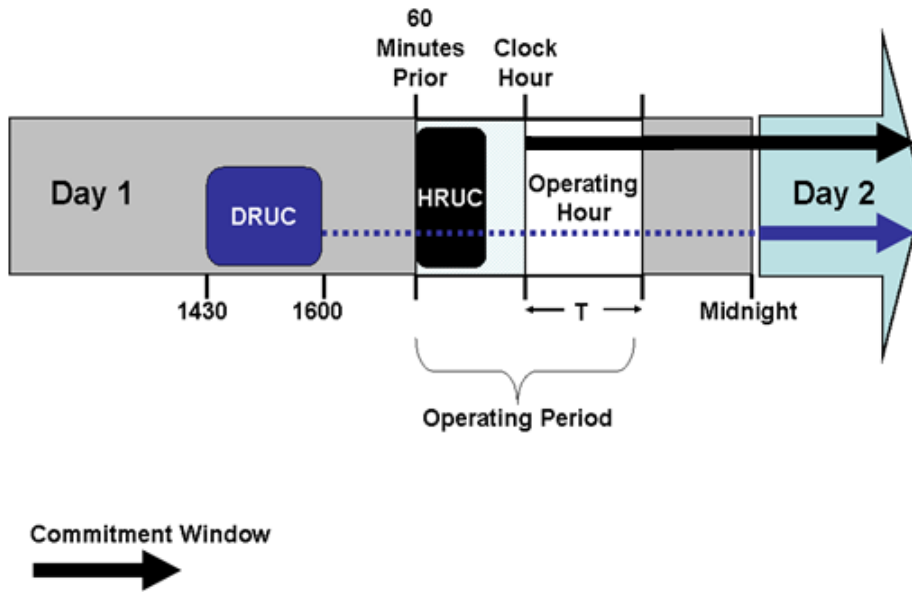 60
Minutes
Prior
Clock
Hour
Day 1
DRUC
HRUC
Operating
Hour
Day 2
1430
1600
T
Midnight
Operating Period
Commitment Window